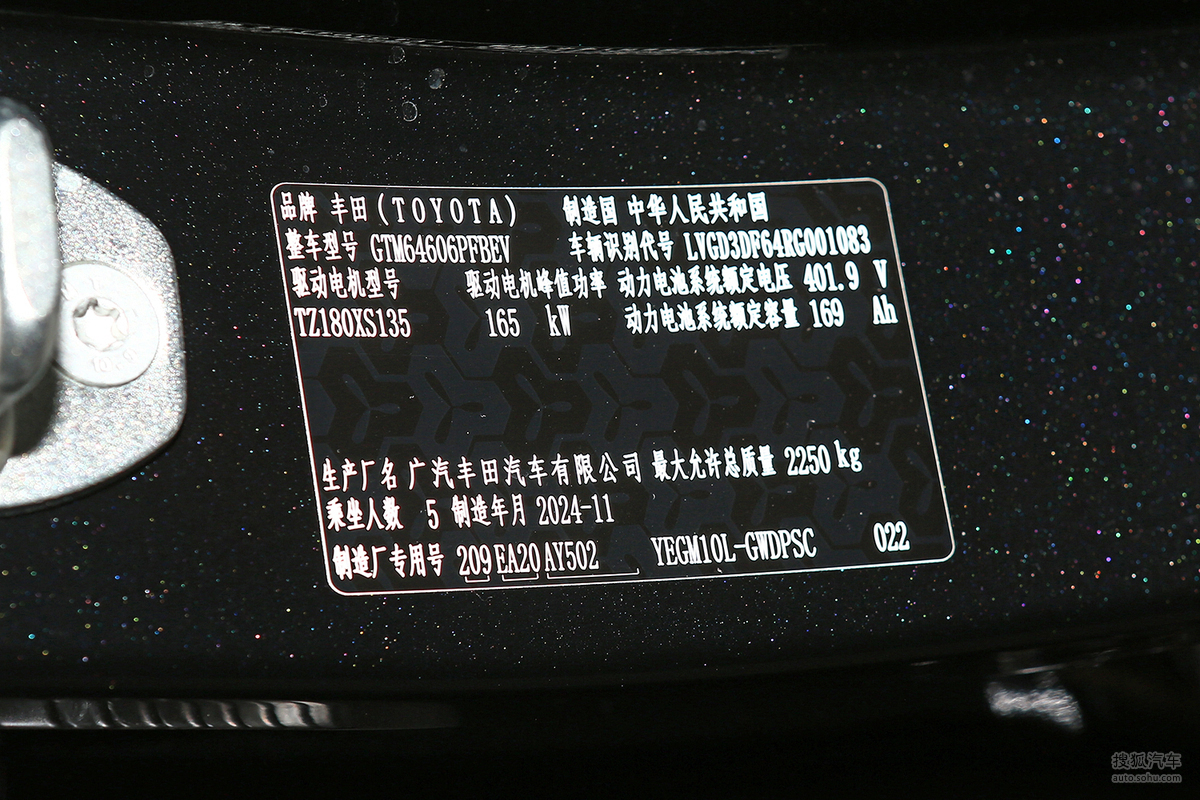 品牌 丰田(TOYOTA) 制造国 中华人民共和国
整车型号 GTM64606PFBEV 车辆识别代号 LVGD3DF64RG001083
驱动电机型号 驱动电机峰值功率 动力电池系统额定电压 401.9 V
TZ180XS135 165 kW 动力电池系统额定容量 169 Ah
生产厂名 广汽丰田汽车有限公司 最大允许总质量 2250 kg
乘坐人数 5 制造年月 2024-11
制造厂专用号 209 EA20 AY502 YEGM10L-GWDPSC 022
搜狐汽车
auto.sohu.com